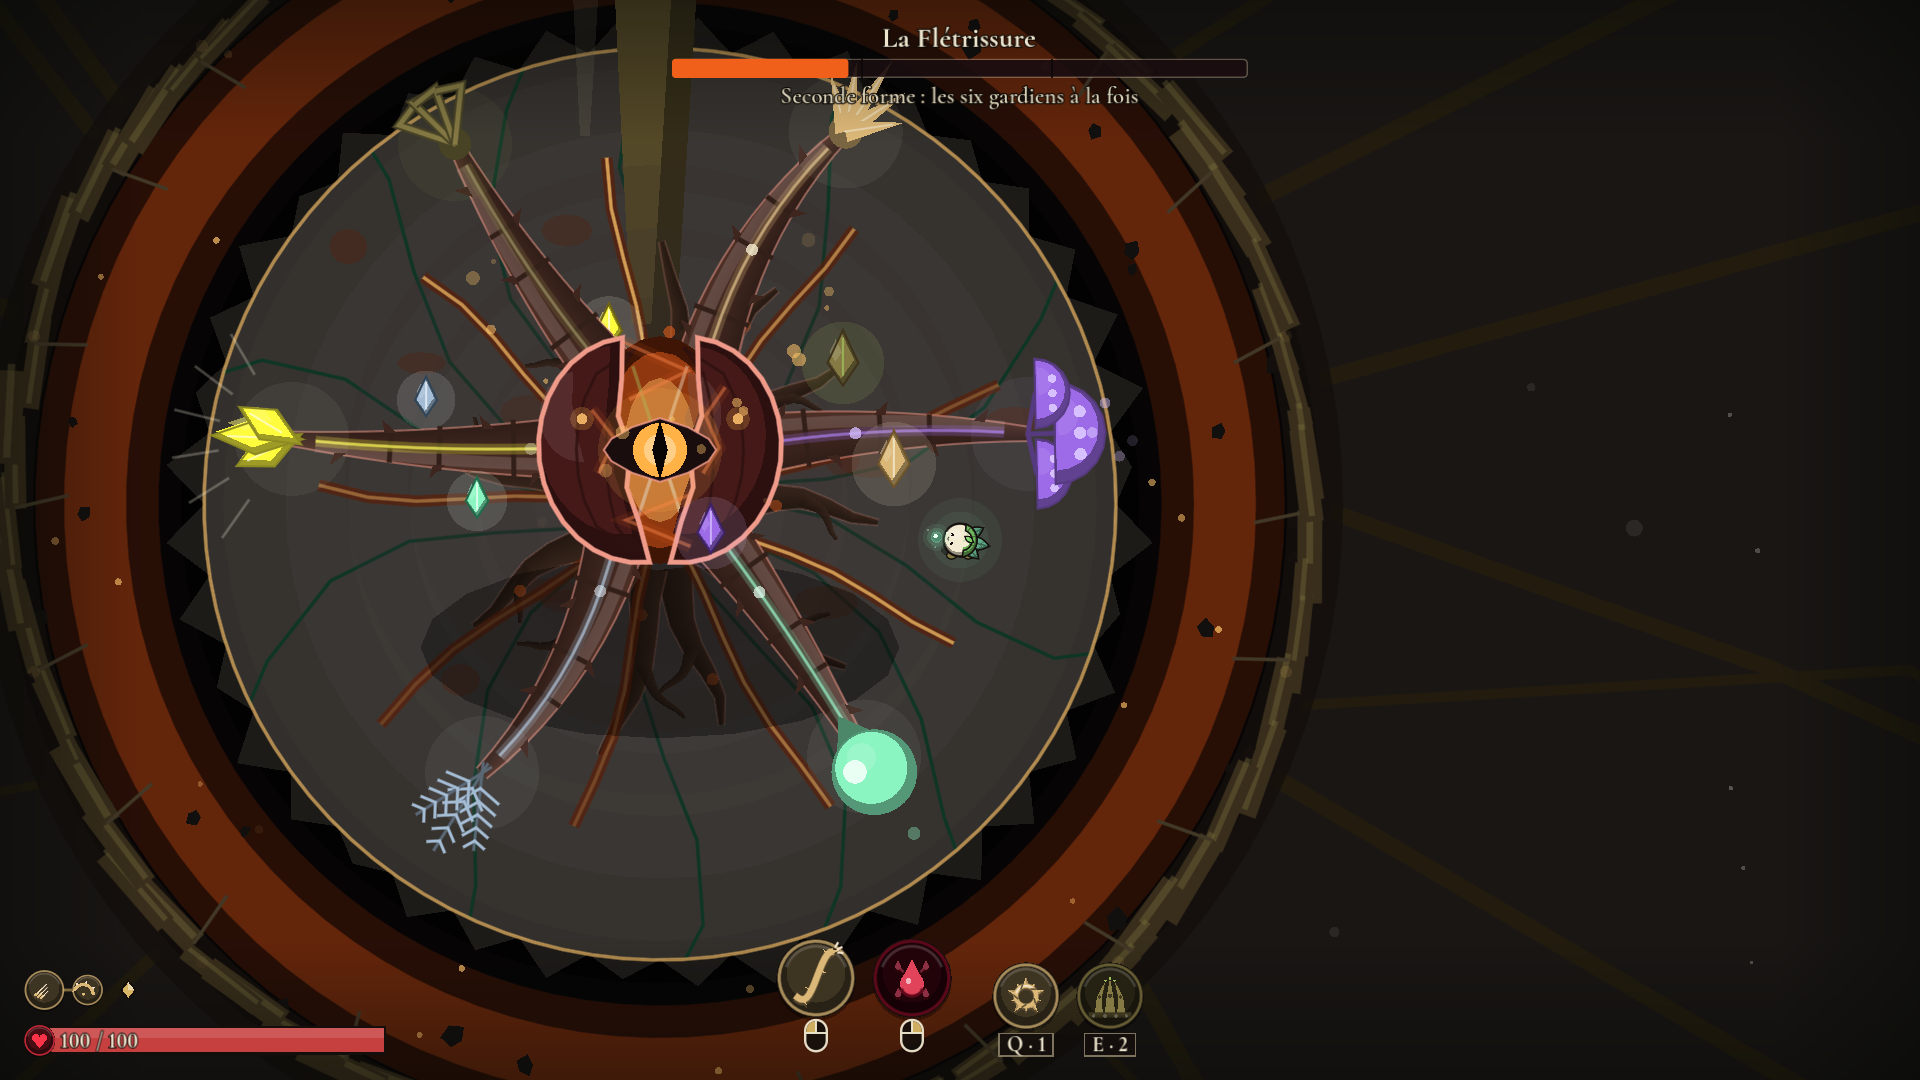 La Flétrissure
Seconde forme : les six gardiens à la fois
100 / 100
Q · 1
E · 2